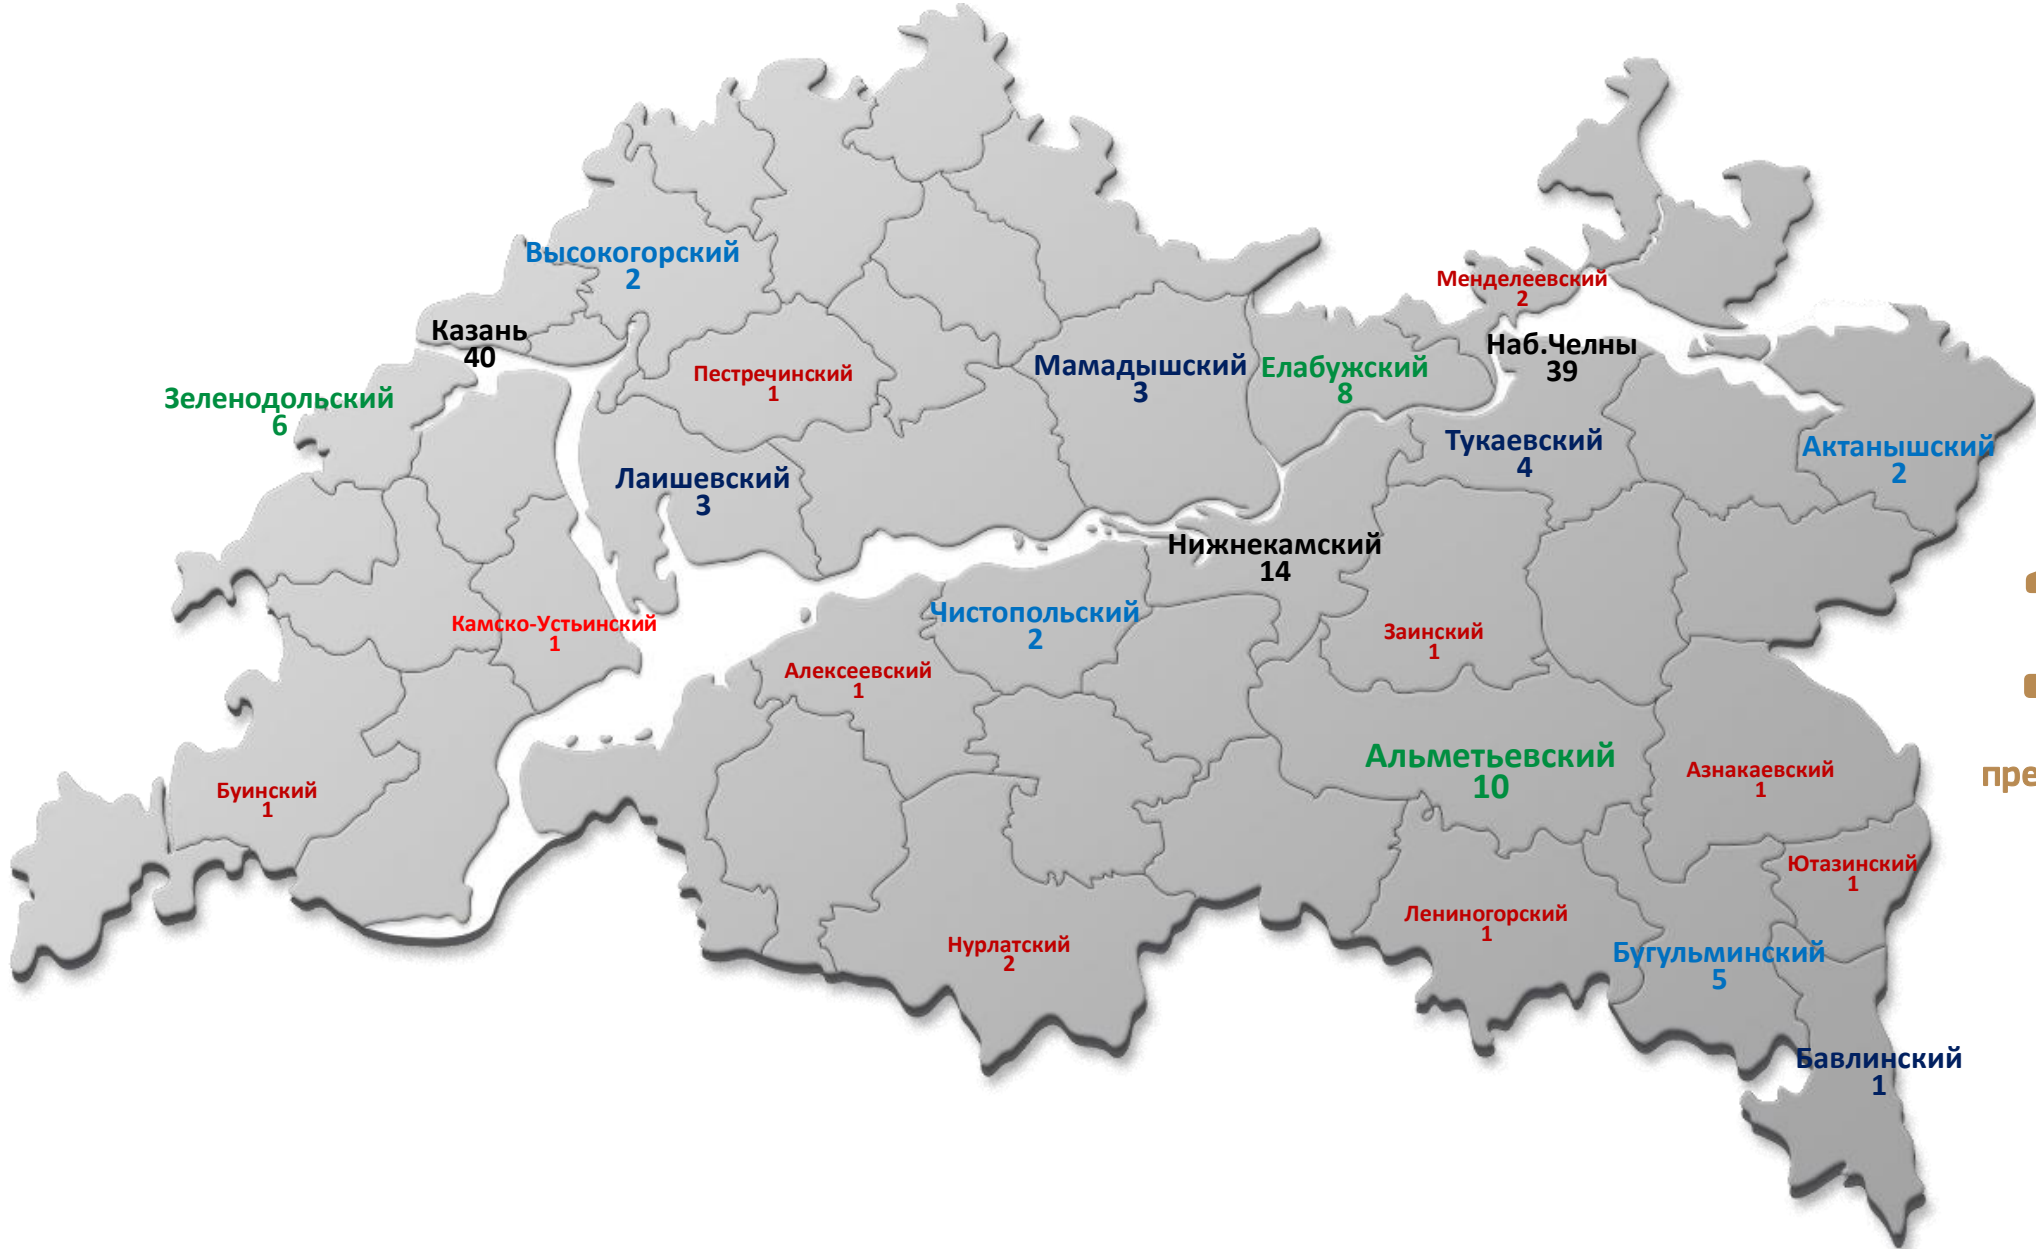 Высокогорский
2
Менделеевский
2
Казань
40
Наб.Челны
39
Пестречинский
1
Мамадышский
3
Елабужский
8
Зеленодольский
6
Тукаевский
4
Актанышский
2
Лаишевский
3
Нижнекамский
14
Чистопольский
2
Камско-Устьинский
1
Заинский
1
Алексеевский
1
Альметьевский
10
Азнакаевский
1
пре
Буинский
1
Ютазинский
1
Лениногорский
1
Нурлатский
2
Бугульминский
5
Бавлинский
1